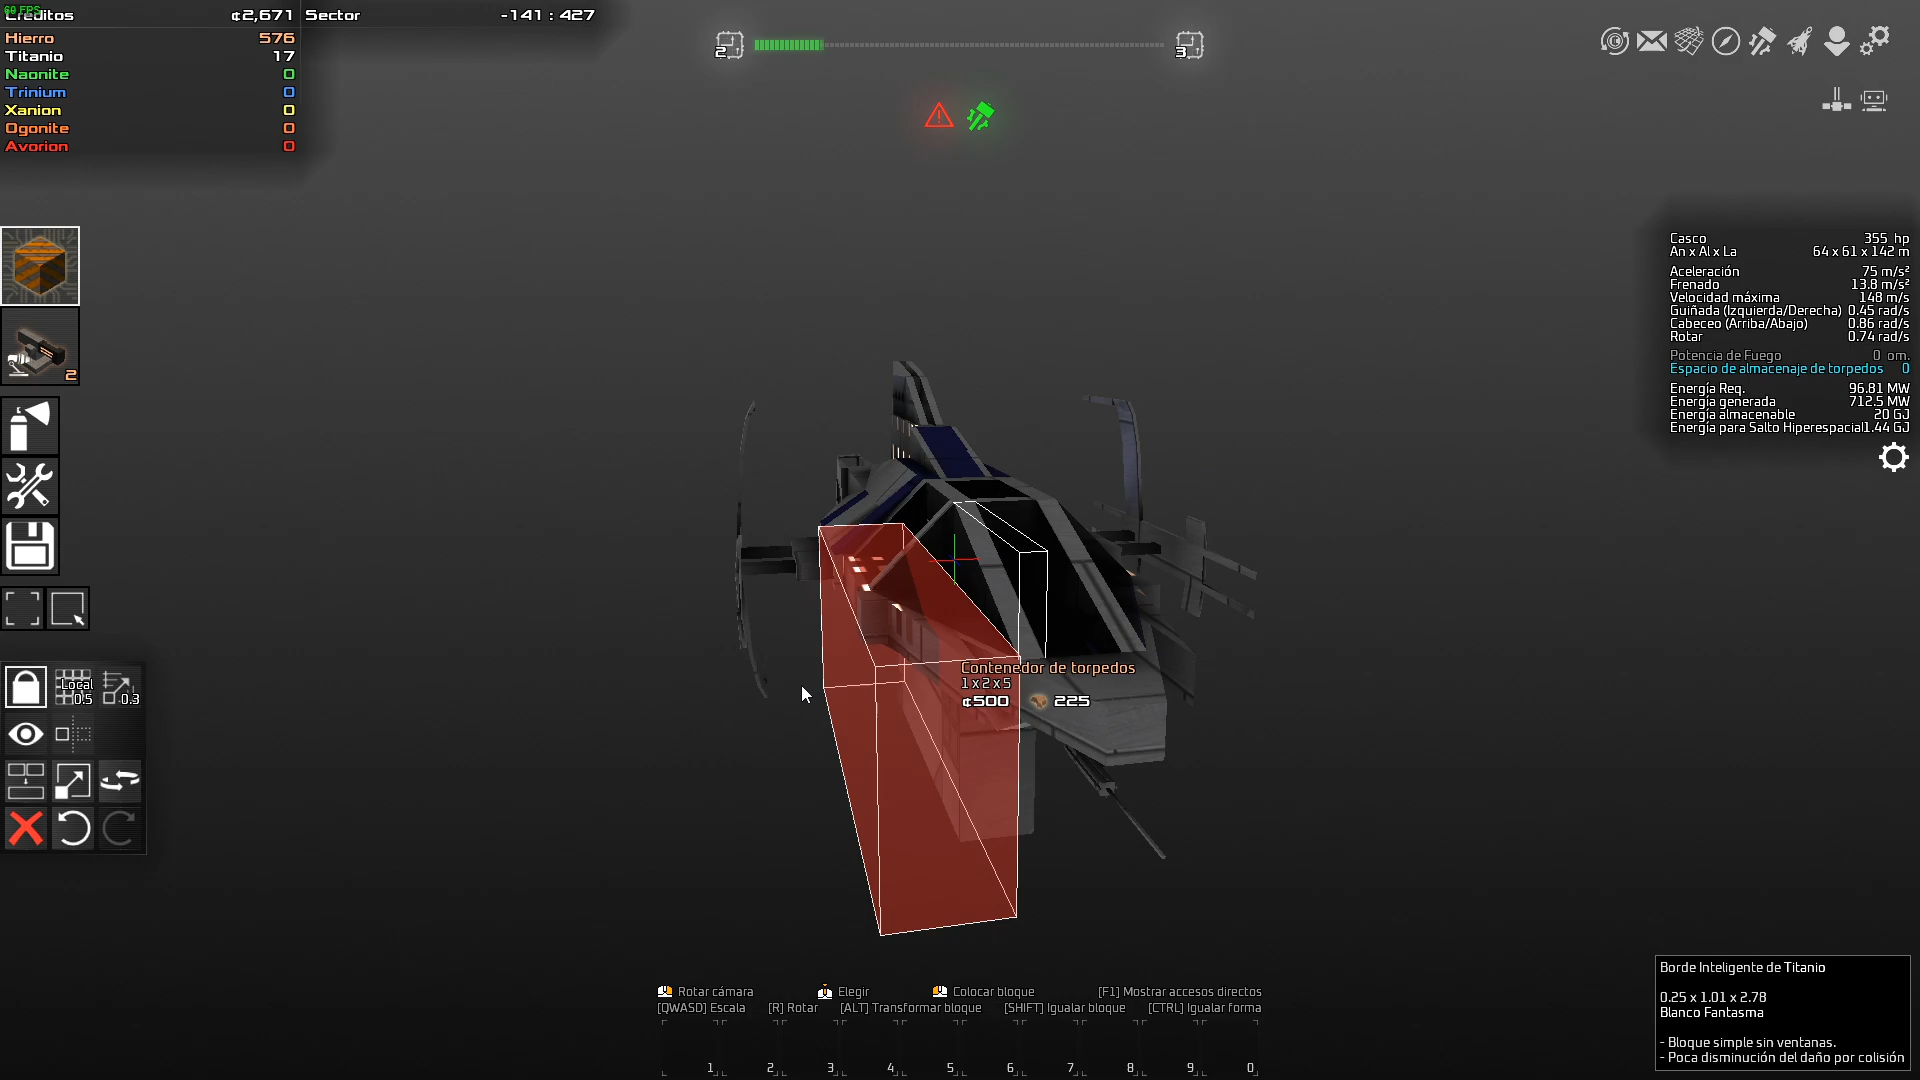 60 FPS
Créditos ¢2,671 Sector -141 : 427
Hierro 576
Titanio 17
Naonite 0
Trinium 0
Xanion 0
Ogonite 0
Avorion 0
2
3
2
Casco 355 hp
An x Al x La 64 x 61 x 142 m
Aceleración 75 m/s²
Frenado 13.8 m/s²
Velocidad máxima 148 m/s
Guiñada (Izquierda/Derecha) 0.45 rad/s
Cabeceo (Arriba/Abajo) 0.86 rad/s
Rotar 0.74 rad/s
Potencia de Fuego 0 om.
Espacio de almacenaje de torpedos 0
Energía Req. 96.81 MW
Energía generada 712.5 MW
Energía almacenable 20 GJ
Energía para Salto Hiperespacial 1.44 GJ
Local
0.5
0.3
Contenedor de torpedos
1 x 2 x 5
¢500 225
Rotar cámara Elegir Colocar bloque [F1] Mostrar accesos directos
[QWASD] Escala [R] Rotar [ALT] Transformar bloque [SHIFT] Igualar bloque [CTRL] Igualar forma
1 2 3 4 5 6 7 8 9 0
Borde Inteligente de Titanio
0.25 x 1.01 x 2.78
Blanco Fantasma
- Bloque simple sin ventanas.
- Poca disminución del daño por colisión